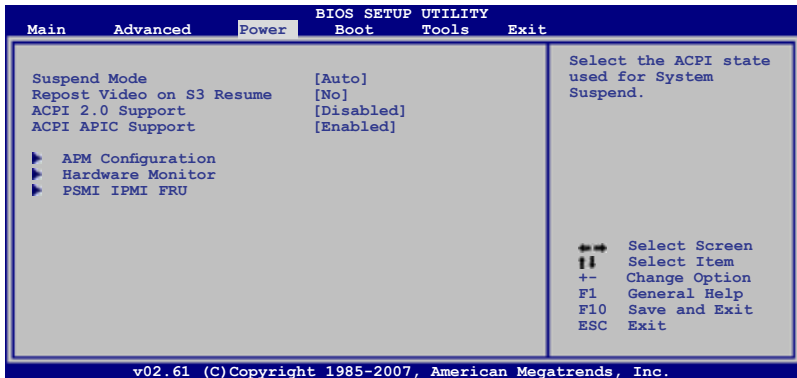 BIOS SETUP UTILITY
Main Advanced Power Boot Tools Exit
Suspend Mode [Auto]
Repost Video on S3 Resume [No]
ACPI 2.0 Support [Disabled]
ACPI APIC Support [Enabled]
APM Configuration
Hardware Monitor
PSMI IPMI FRU
Select the ACPI state
used for System
Suspend.
Select Screen
Select Item
+- Change Option
F1 General Help
F10 Save and Exit
ESC Exit
v02.61 (C)Copyright 1985-2007, American Megatrends, Inc.